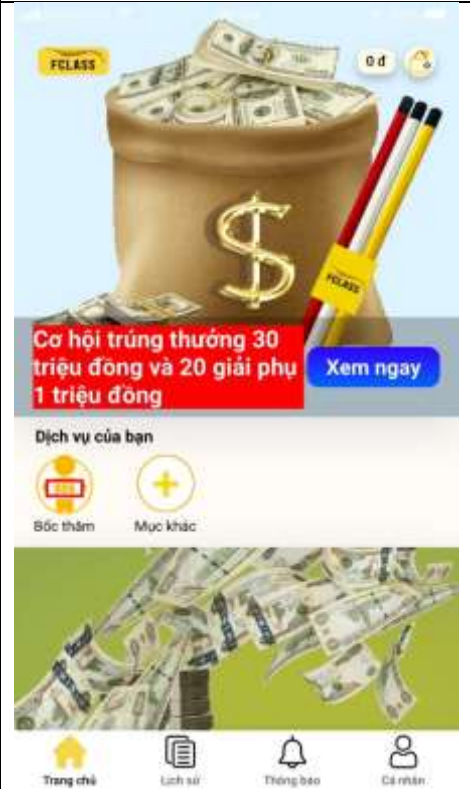 FCLASS
0 đ
FCLASS
Cơ hội trúng thưởng 30
triệu đồng và 20 giải phụ
1 triệu đồng
Xem ngay
Dịch vụ của bạn
Bốc thăm
Mục khác
Trang chủ
Lịch sử
Thông báo
Cá nhân